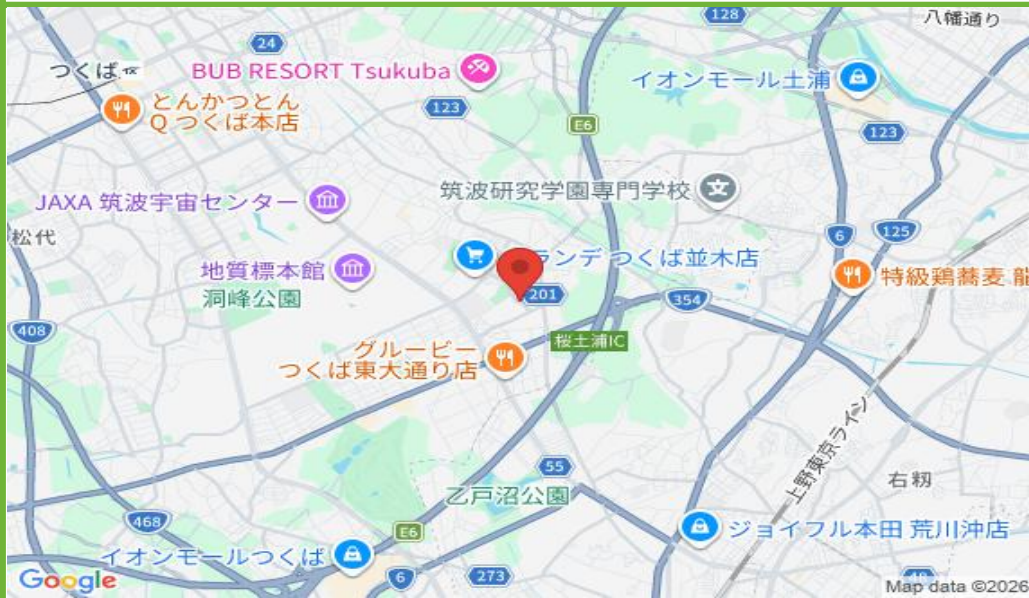 128
八幡通り
24
つくば
TX
BUB RESORT Tsukuba
イオンモール土浦
とんかつとん
Q つくば本店
123
E6
123
筑波研究学園専門学校
JAXA 筑波宇宙センター
松代
6
125
ランデ つくば並木店
地質標本館
洞峰公園
特級鶏蕎麦 龍
201
354
408
桜土浦IC
グルービー
つくば東大通り店
上野東京ライン
55
右籾
乙戸沼公園
468
E6
ジョイフル本田 荒川沖店
イオンモールつくば
6
273
48
Google
Map data ©2026